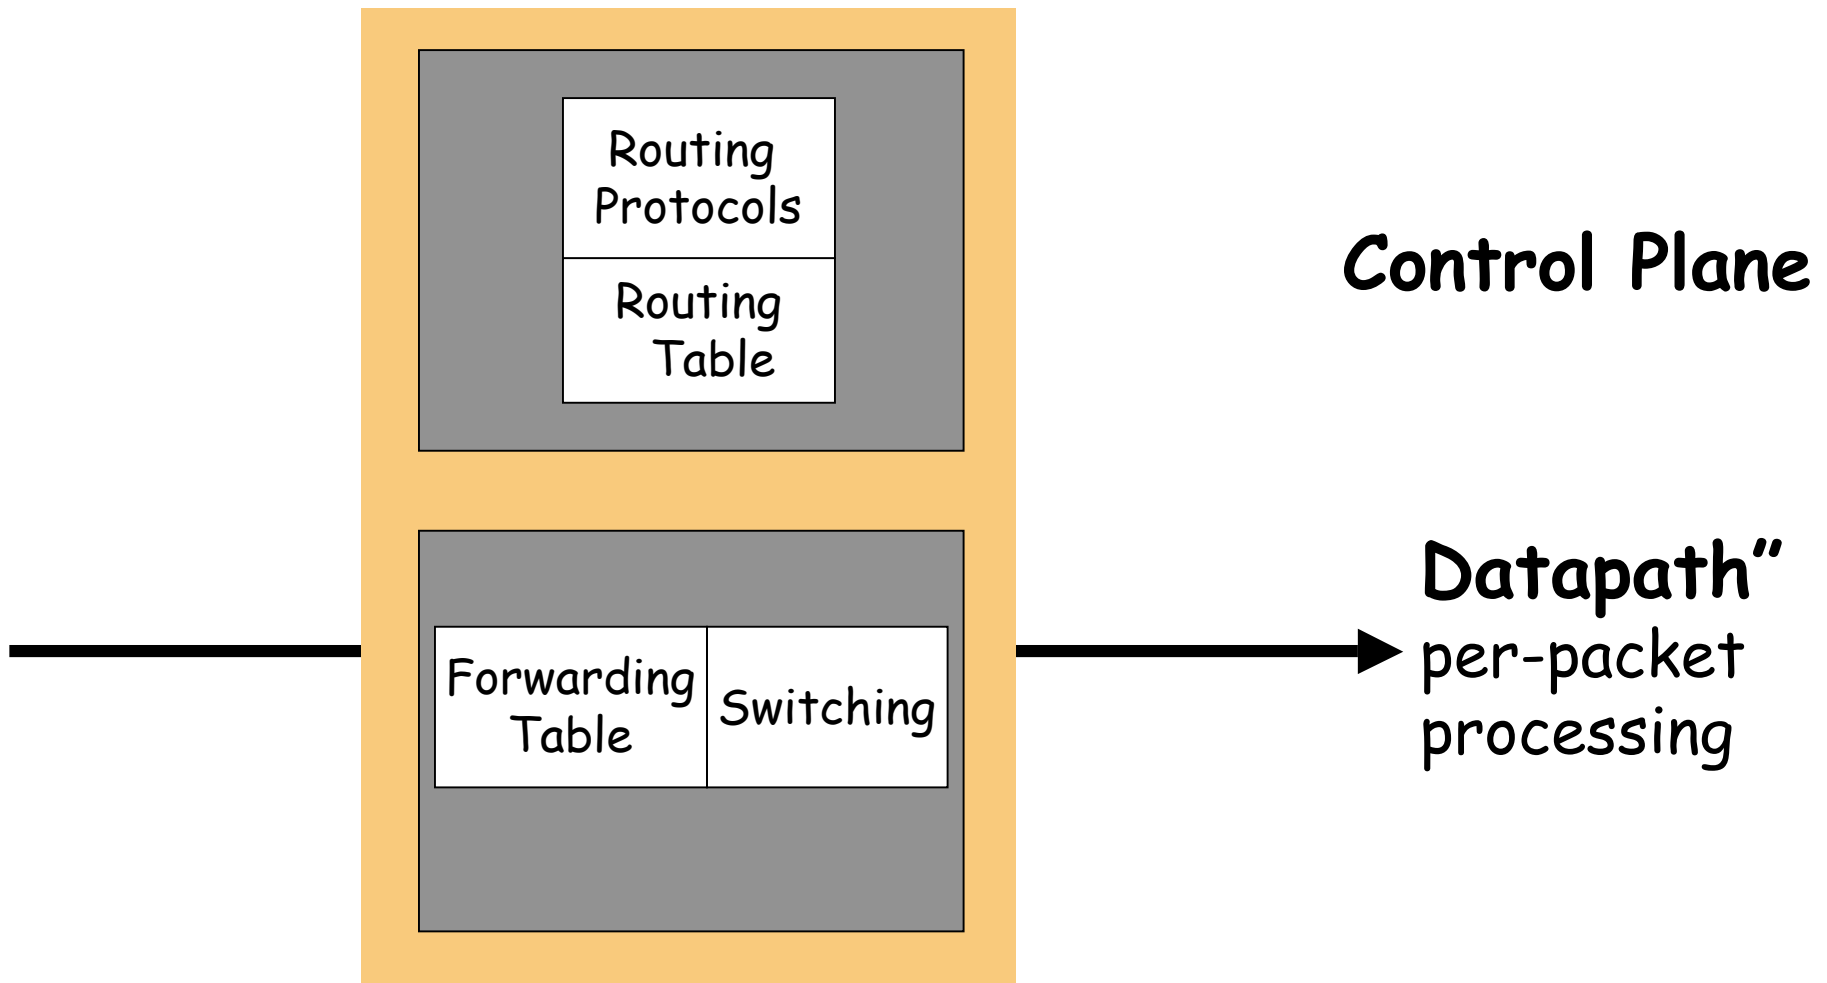 Routing
Protocols
Routing
Table
Control Plane
Forwarding
Table
Switching
Datapath”
per-packet
processing